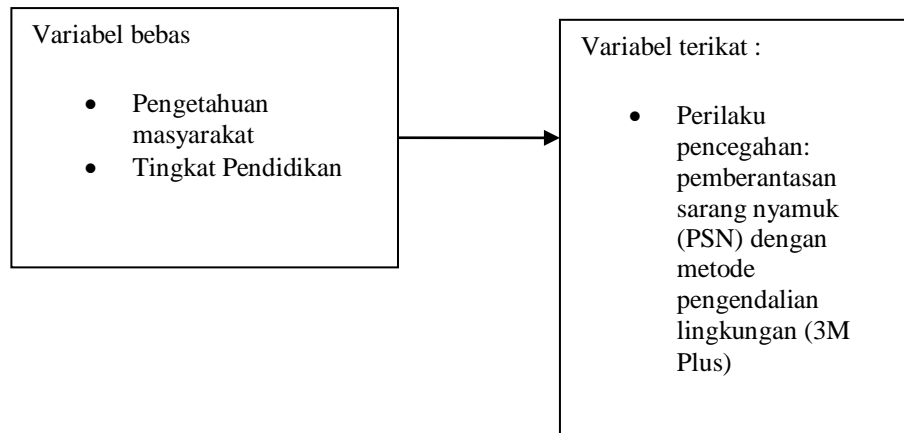 Variabel bebas
• Pengetahuan
masyarakat
• Tingkat Pendidikan
Variabel terikat :
• Perilaku
pencegahan:
pemberantasan
sarang nyamuk
(PSN) dengan
metode
pengendalian
lingkungan (3M
Plus)